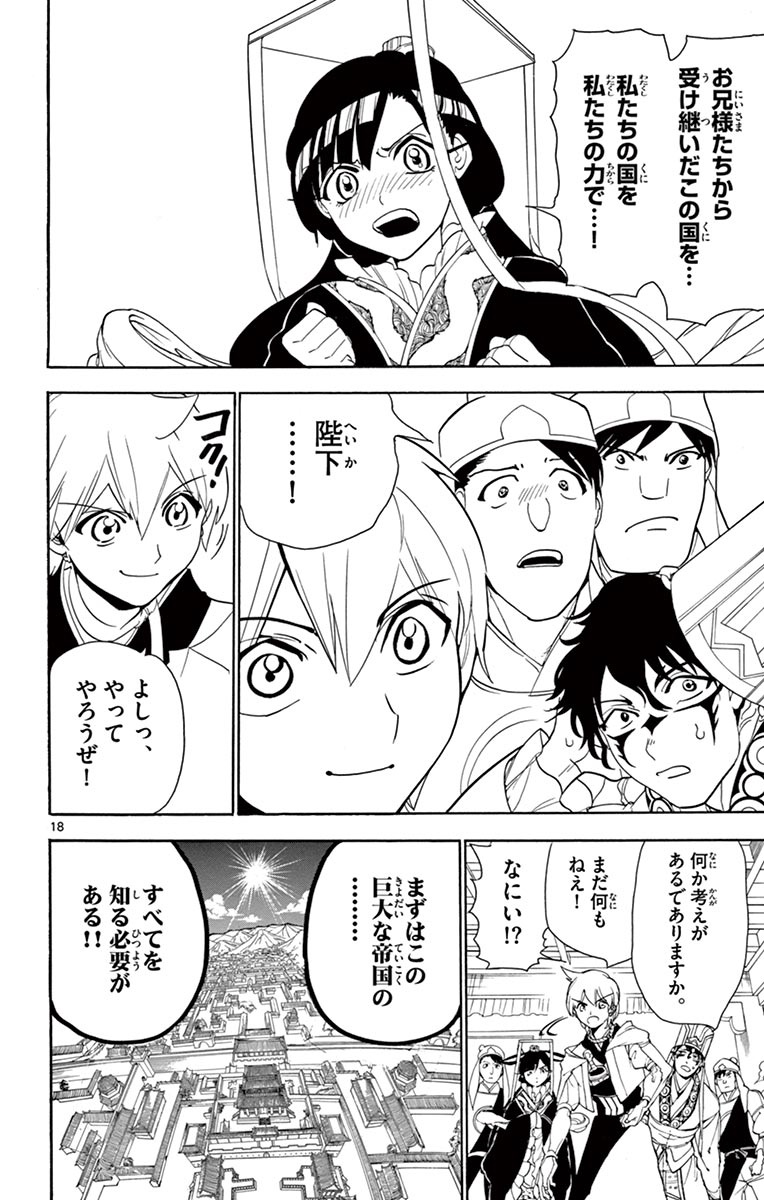 お兄様たちから
受け継いだこの国を…
私たちの国を
私たちの力で…!
陛下
……!
コクッ!
よしっ、
やって
やろうぜ!
18
何か考えが
あるでありますか。
まだ何も
ねえ!
なにい!?
まずはこの
巨大な帝国の
………
すべてを
知る必要が
ある!!